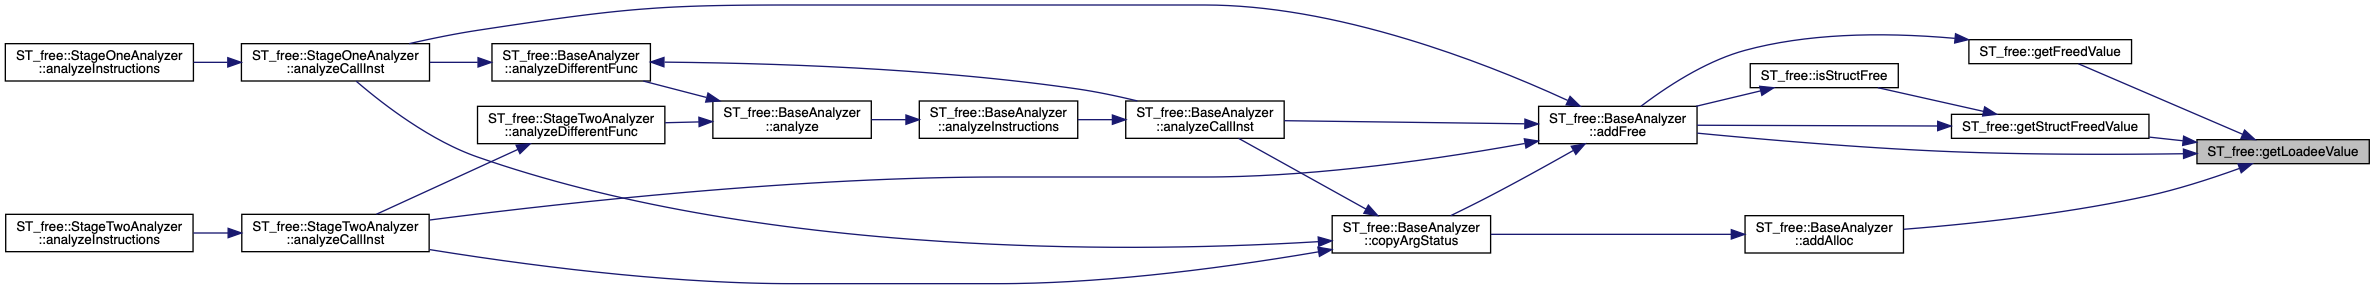 ST_free::StageOneAnalyzer
::analyzeInstructions
ST_free::StageOneAnalyzer
::analyzeCallInst
ST_free::BaseAnalyzer
::analyzeDifferentFunc
ST_free::StageTwoAnalyzer
::analyzeDifferentFunc
ST_free::BaseAnalyzer
::analyze
ST_free::BaseAnalyzer
::analyzeInstructions
ST_free::BaseAnalyzer
::analyzeCallInst
ST_free::BaseAnalyzer
::addFree
ST_free::isStructFree
ST_free::getFreedValue
ST_free::getStructFreedValue
ST_free::getLoadeeValue
ST_free::StageTwoAnalyzer
::analyzeInstructions
ST_free::StageTwoAnalyzer
::analyzeCallInst
ST_free::BaseAnalyzer
::copyArgStatus
ST_free::BaseAnalyzer
::addAlloc